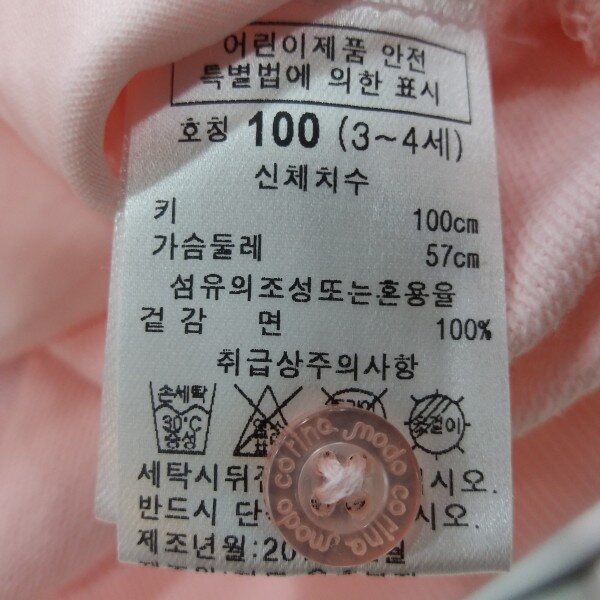 어린이제품 안전
특별법에 의한 표시
호칭 100 (3~4세)
신체치수
키 100cm
가슴둘레 57cm
섬유의조성또는혼용율
겉 감 면 100%
취급상주의사항
손세탁
30℃
중성
세탁시뒤 시오.
반드시 단 시오.
제조년월:20 월
corina modo corina modo